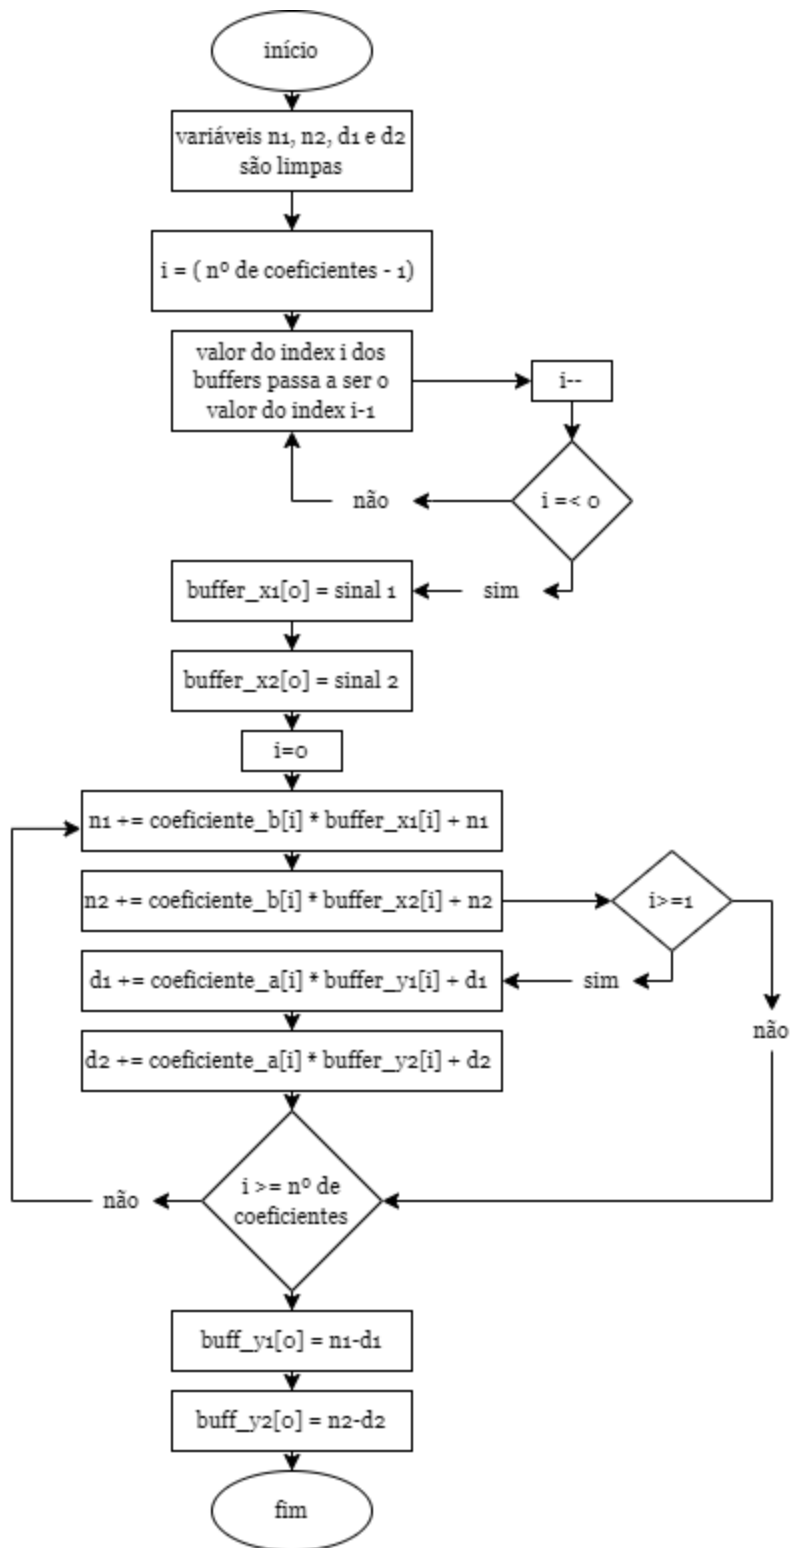 início
variáveis n1, n2, d1 e d2
são limpas
i = ( nº de coeficientes - 1)
valor do index i dos
buffers passa a ser o
valor do index i-1
i--
i =< 0
não
sim
buffer_x1[0] = sinal 1
buffer_x2[0] = sinal 2
i=0
n1 += coeficiente_b[i] * buffer_x1[i] + n1
n2 += coeficiente_b[i] * buffer_x2[i] + n2
i>=1
sim
não
d1 += coeficiente_a[i] * buffer_y1[i] + d1
d2 += coeficiente_a[i] * buffer_y2[i] + d2
i >= nº de
coeficientes
não
buff_y1[0] = n1-d1
buff_y2[0] = n2-d2
fim